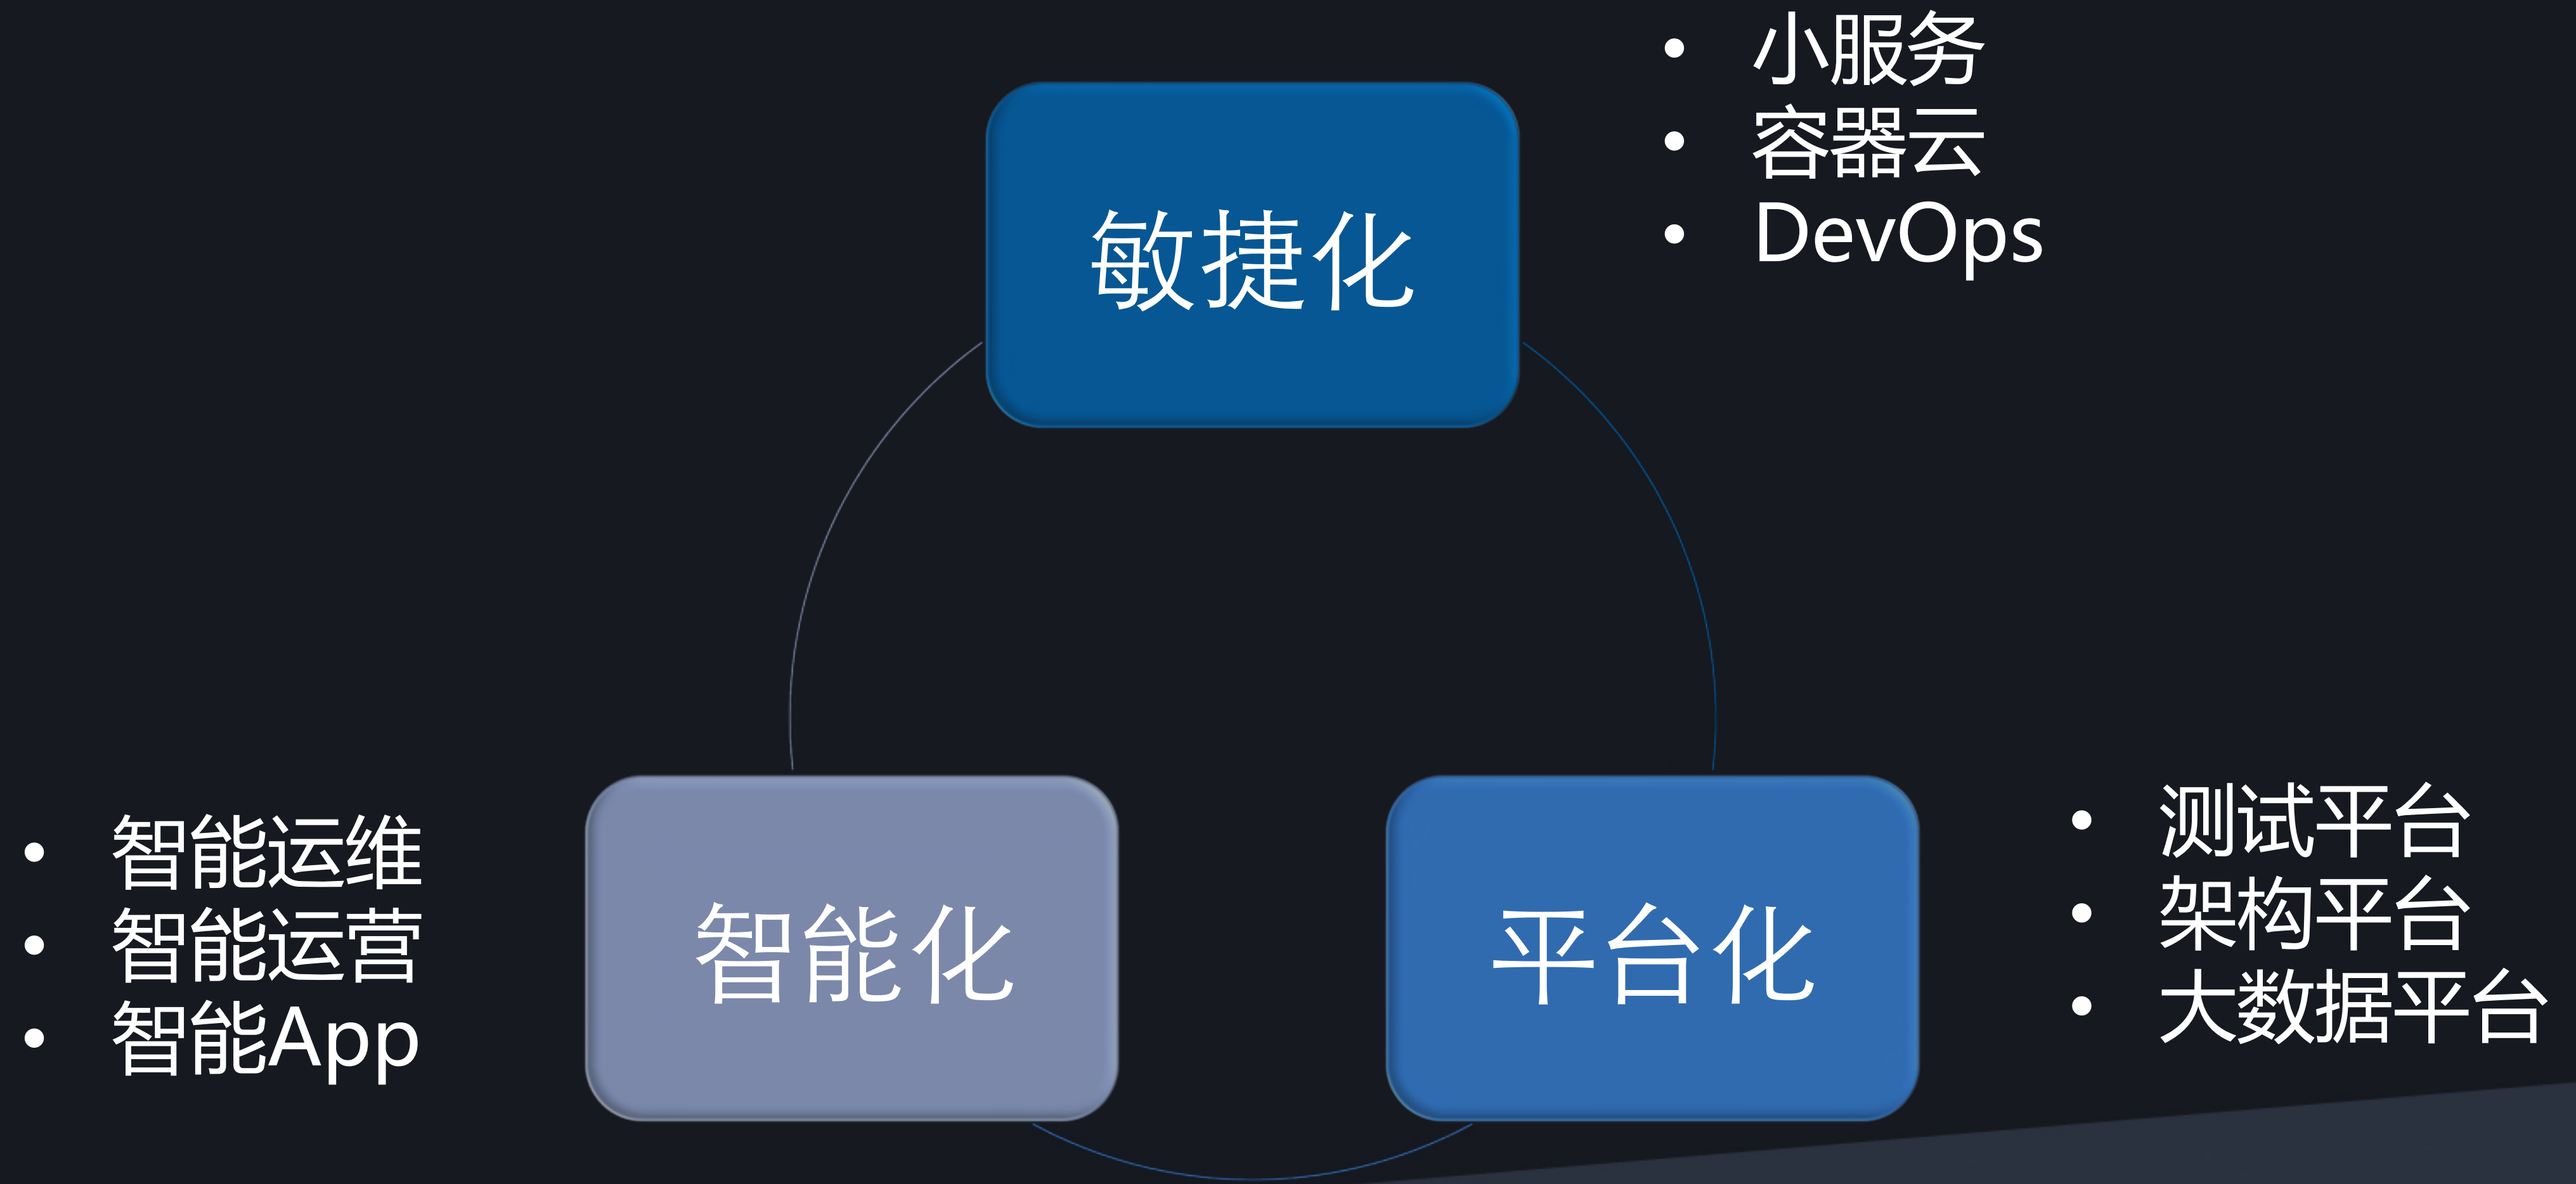 小服务
容器云
DevOps
敏捷化
智能运维
智能运营
智能App
智能化
平台化
测试平台
架构平台
大数据平台